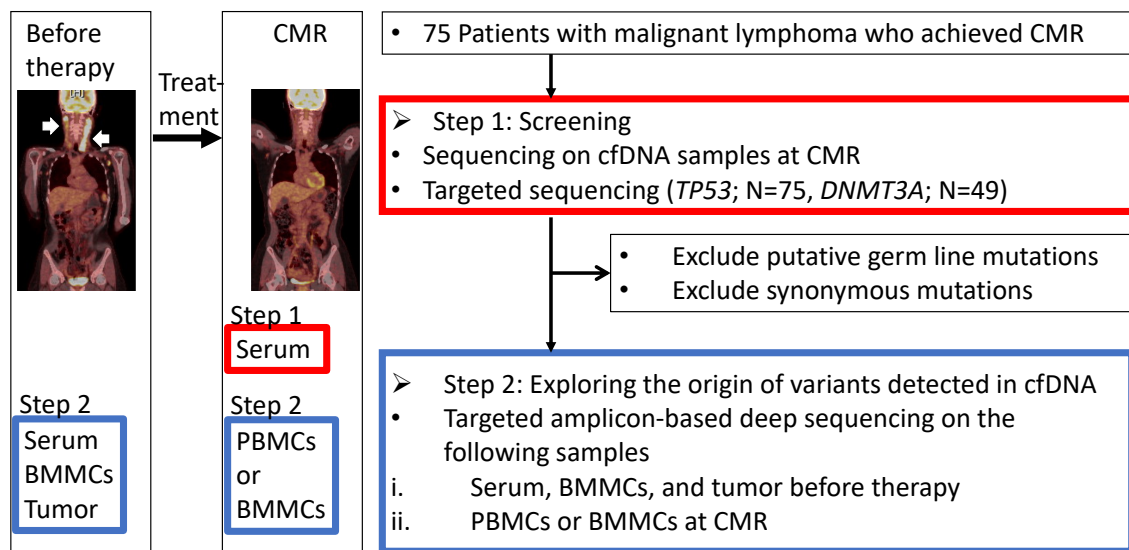 Before
therapy
Treat-
ment
CMR
Step 1
Serum
Step 2
Serum
BMMCs
Tumor
Step 2
PBMCs
or
BMMCs
• 75 Patients with malignant lymphoma who achieved CMR
➢ Step 1: Screening
• Sequencing on cfDNA samples at CMR
• Targeted sequencing (TP53; N=75, DNMT3A; N=49)
• Exclude putative germ line mutations
• Exclude synonymous mutations
➢ Step 2: Exploring the origin of variants detected in cfDNA
• Targeted amplicon-based deep sequencing on the
following samples
i. Serum, BMMCs, and tumor before therapy
ii. PBMCs or BMMCs at CMR